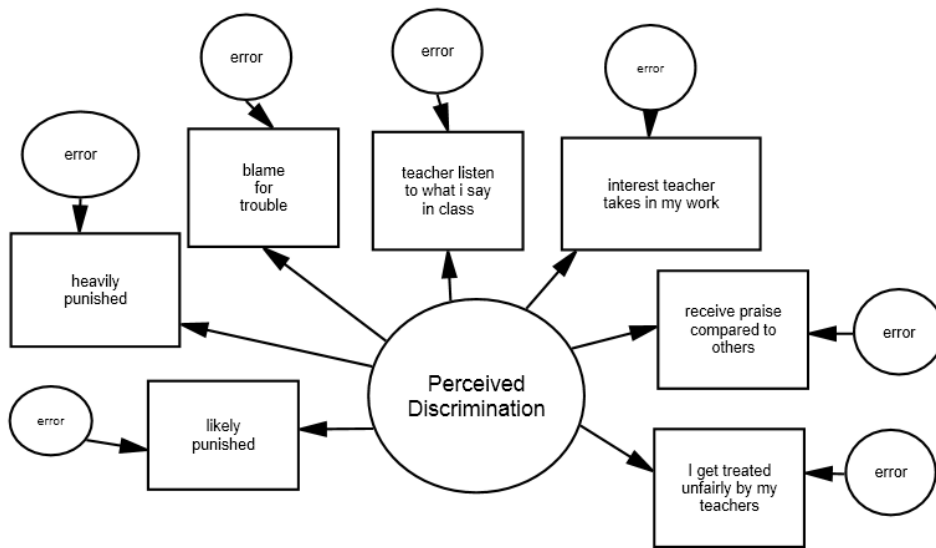 error
error
error
error
blame
for
trouble
teacher listen
to what i say
in class
interest teacher
takes in my work
heavily
punished
receive praise
compared to
others
error
Perceived
Discrimination
error
likely
punished
I get treated
unfairly by my
teachers
error